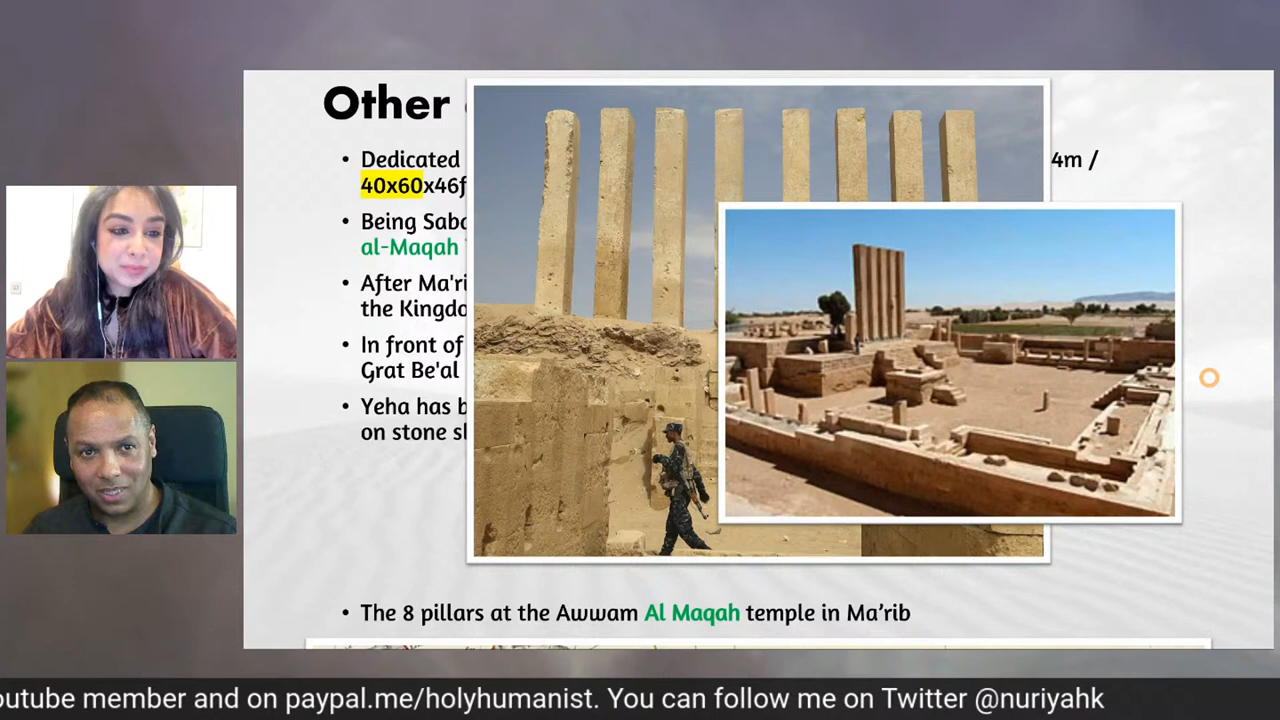 Other
Dedicated
4m /
40x60x46f
Being Saba
al-Maqah
After Ma'ri
the Kingdo
In front of
Grat Be'al
Yeha has b
on stone sl
The 8 pillars at the Awwam Al Maqah temple in Ma’rib
outube member and on paypal.me/holyhumanist. You can follow me on Twitter @nuriyahk